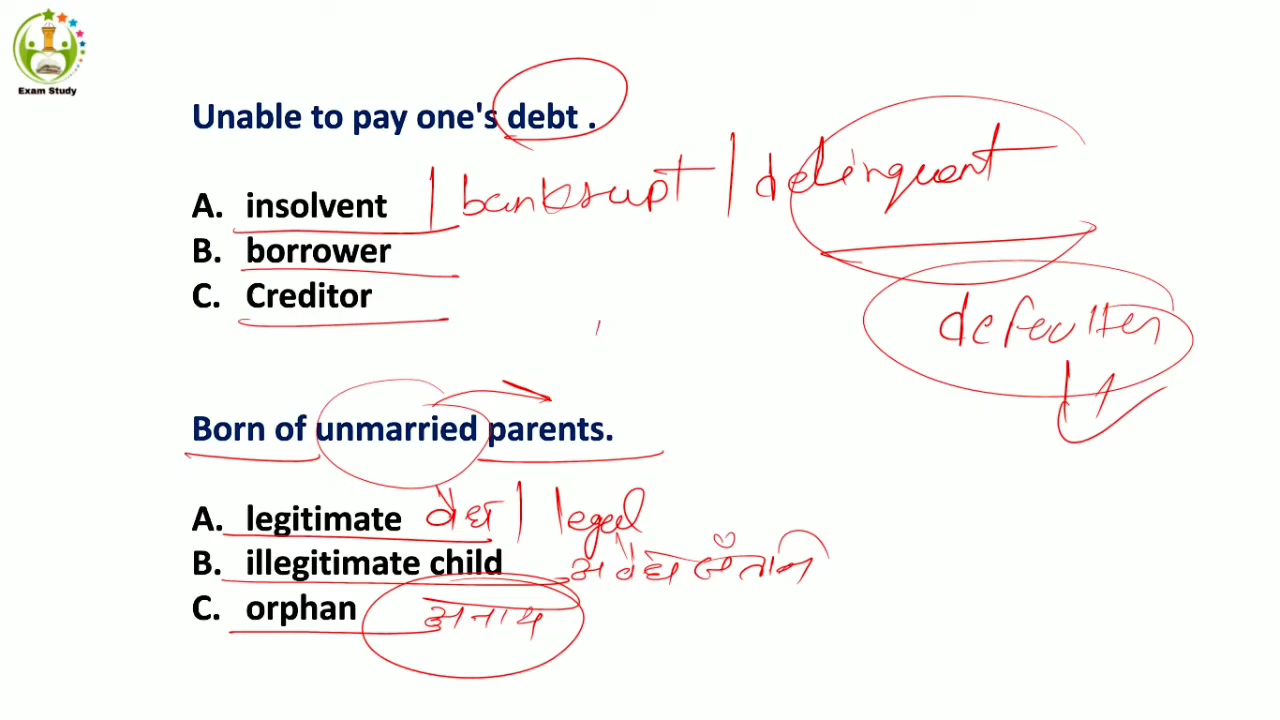 Exam Study
Unable to pay one's debt .
A. insolvent | bankrupt | delinquent
B. borrower
C. Creditor
defaulter
Born of unmarried parents.
A. legitimate वैध | legal
B. illegitimate child अवैध संतान
C. orphan अनाथ